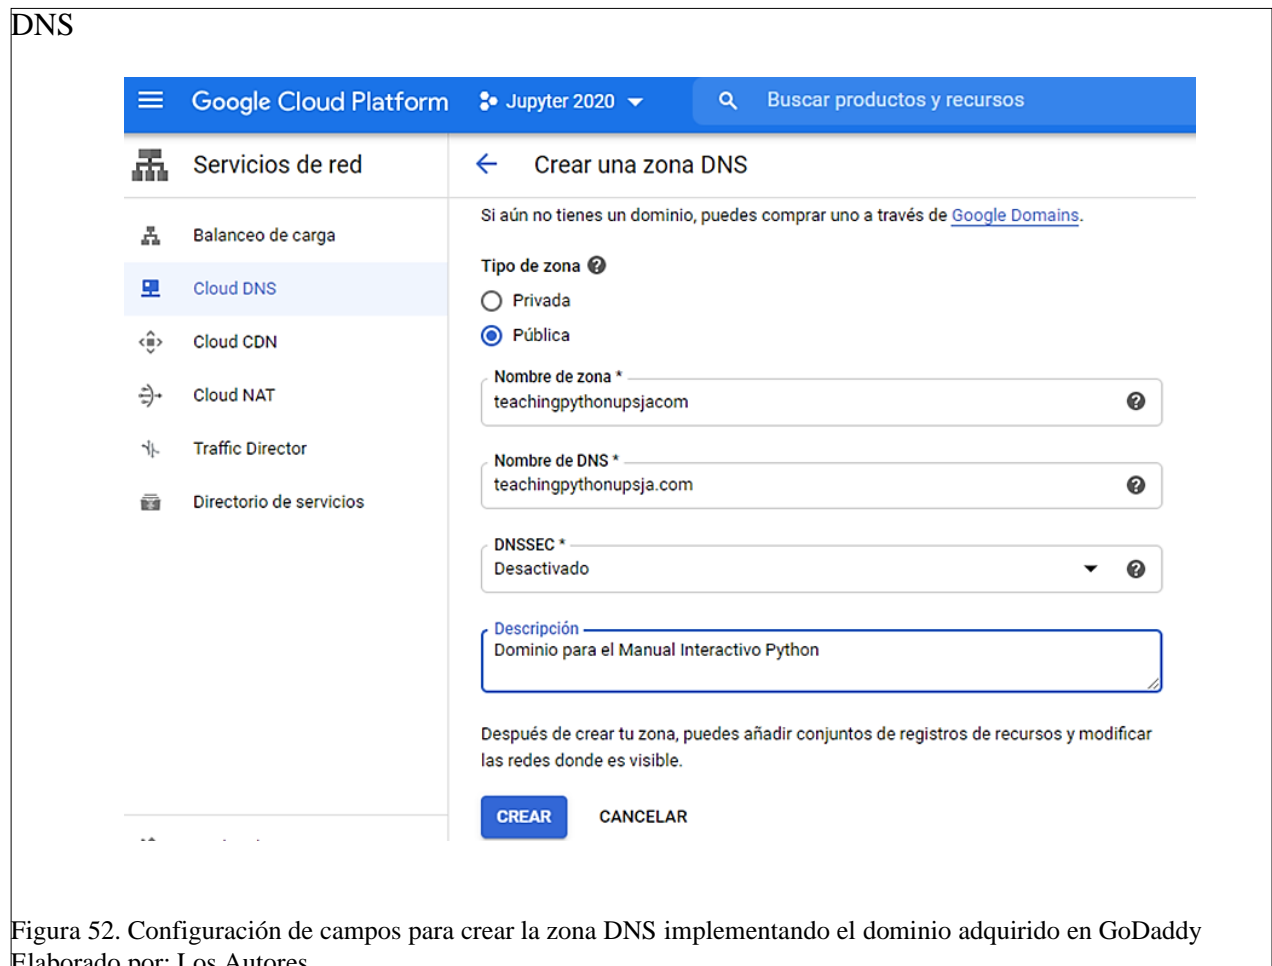 DNS
Google Cloud Platform Jupyter 2020 Buscar productos y recursos
Servicios de red
Crear una zona DNS
Si aún no tienes un dominio, puedes comprar uno a través de Google Domains.
Balanceo de carga
Cloud DNS
Cloud CDN
Cloud NAT
Traffic Director
Directorio de servicios
Tipo de zona
Privada
Pública
Nombre de zona *
teachingpythonupsjacom
Nombre de DNS *
teachingpythonupsja.com
DNSSEC *
Desactivado
Descripción
Dominio para el Manual Interactivo Python
Después de crear tu zona, puedes añadir conjuntos de registros de recursos y modificar
las redes donde es visible.
CREAR CANCELAR
Figura 52. Configuración de campos para crear la zona DNS implementando el dominio adquirido en GoDaddy
Elaborado por: Los Autores